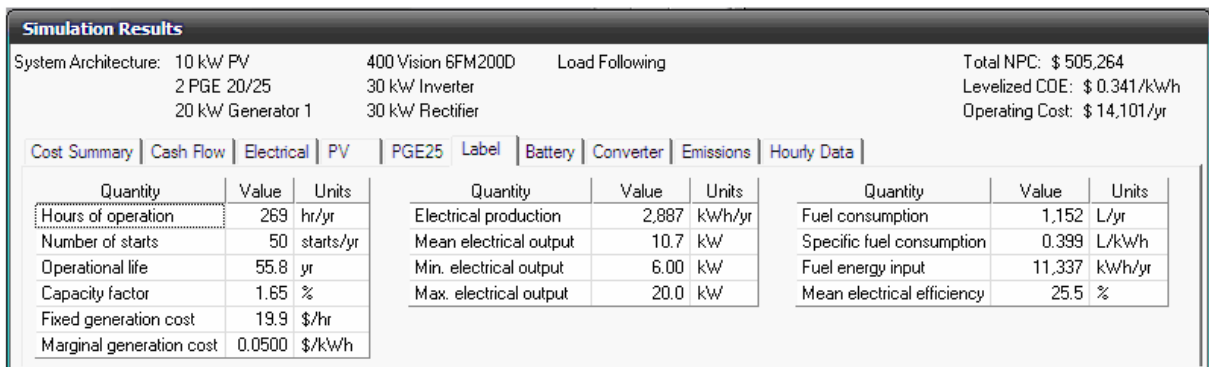 Simulation Results
System Architecture: 10 kW PV 400 Vision 6FM200D Load Following Total NPC: $ 505,264
2 PGE 20/25 30 kW Inverter Levelized COE: $ 0.341/kWh
20 kW Generator 1 30 kW Rectifier Operating Cost: $ 14,101/yr
Cost Summary Cash Flow Electrical PV PGE25 Label Battery Converter Emissions Hourly Data
Quantity Value Units Quantity Value Units Quantity Value Units
Hours of operation 269 hr/yr Electrical production 2,887 kWh/yr Fuel consumption 1,152 L/yr
Number of starts 50 starts/yr Mean electrical output 10.7 kW Specific fuel consumption 0.399 L/kWh
Operational life 55.8 yr Min. electrical output 6.00 kW Fuel energy input 11,337 kWh/yr
Capacity factor 1.65 % Max. electrical output 20.0 kW Mean electrical efficiency 25.5 %
Fixed generation cost 19.9 $/hr
Marginal generation cost 0.0500 $/kWh